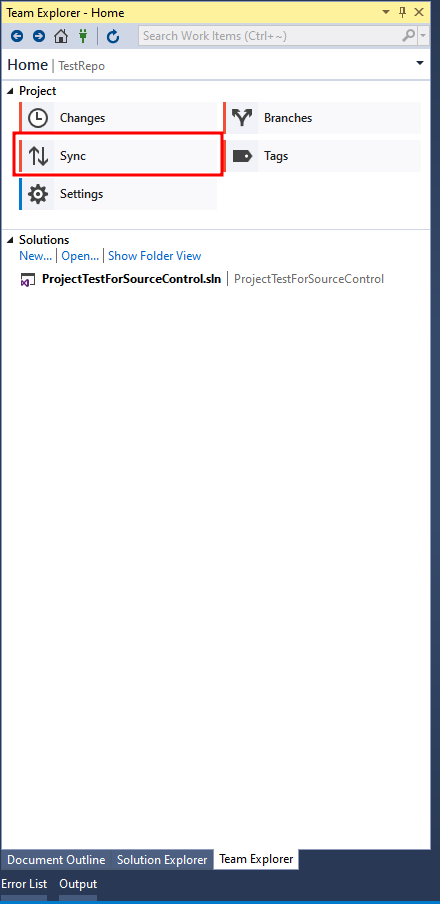 Team Explorer - Home
Search Work Items (Ctrl+~)
Home | TestRepo
Project
Changes
Branches
Sync
Tags
Settings
Solutions
New... | Open... | Show Folder View
ProjectTestForSourceControl.sln | ProjectTestForSourceControl
Document Outline Solution Explorer Team Explorer
Error List Output